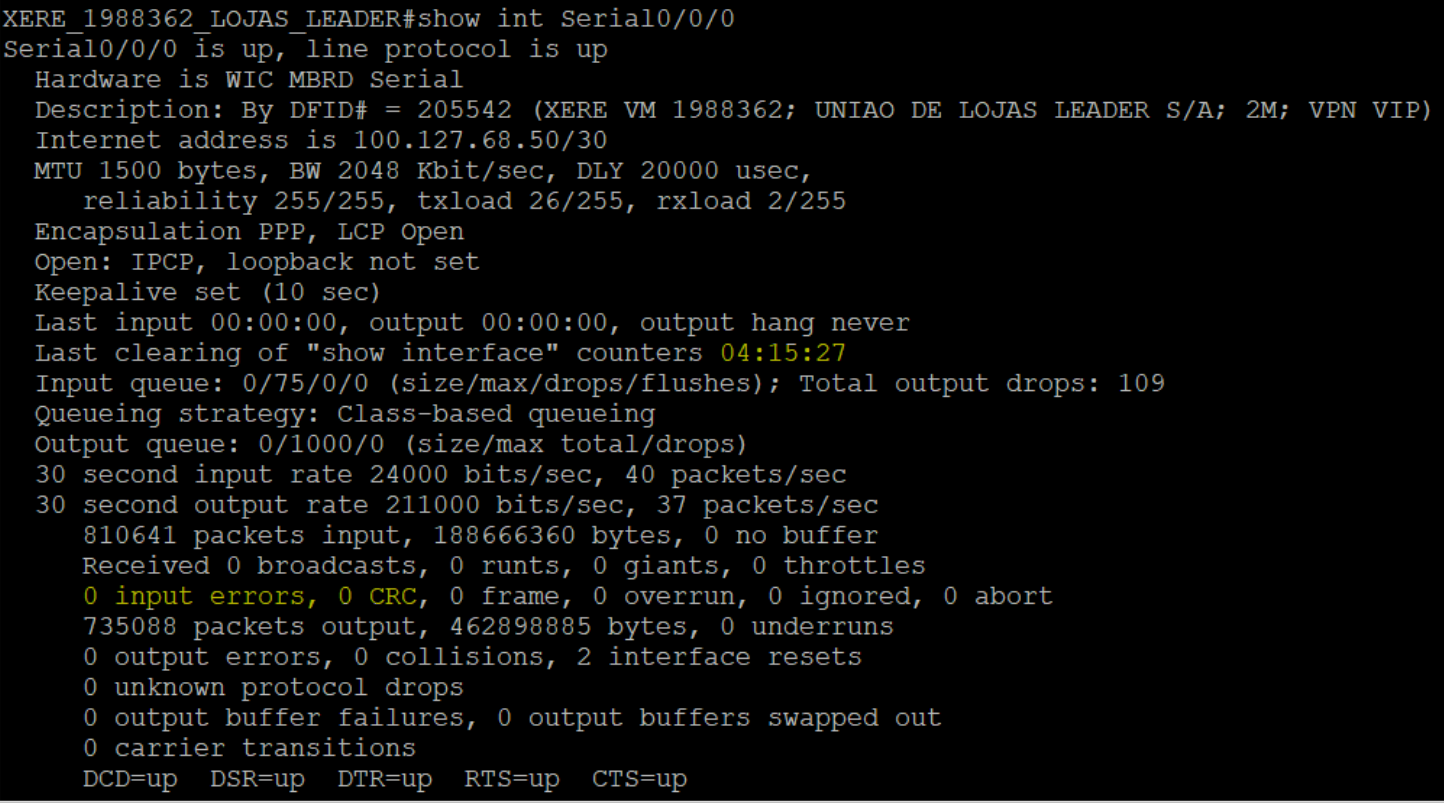 XERE_1988362_LOJAS_LEADER#show int Serial0/0/0
Serial0/0/0 is up, line protocol is up
Hardware is WIC MBRD Serial
Description: By DFID# = 205542 (XERE VM 1988362; UNIAO DE LOJAS LEADER S/A; 2M; VPN VIP)
Internet address is 100.127.68.50/30
MTU 1500 bytes, BW 2048 Kbit/sec, DLY 20000 usec,
reliability 255/255, txload 26/255, rxload 2/255
Encapsulation PPP, LCP Open
Open: IPCP, loopback not set
Keepalive set (10 sec)
Last input 00:00:00, output 00:00:00, output hang never
Last clearing of "show interface" counters 04:15:27
Input queue: 0/75/0/0 (size/max/drops/flushes); Total output drops: 109
Queueing strategy: Class-based queueing
Output queue: 0/1000/0 (size/max total/drops)
30 second input rate 24000 bits/sec, 40 packets/sec
30 second output rate 211000 bits/sec, 37 packets/sec
810641 packets input, 188666360 bytes, 0 no buffer
Received 0 broadcasts, 0 runts, 0 giants, 0 throttles
0 input errors, 0 CRC, 0 frame, 0 overrun, 0 ignored, 0 abort
735088 packets output, 462898885 bytes, 0 underruns
0 output errors, 0 collisions, 2 interface resets
0 unknown protocol drops
0 output buffer failures, 0 output buffers swapped out
0 carrier transitions
DCD=up DSR=up DTR=up RTS=up CTS=up